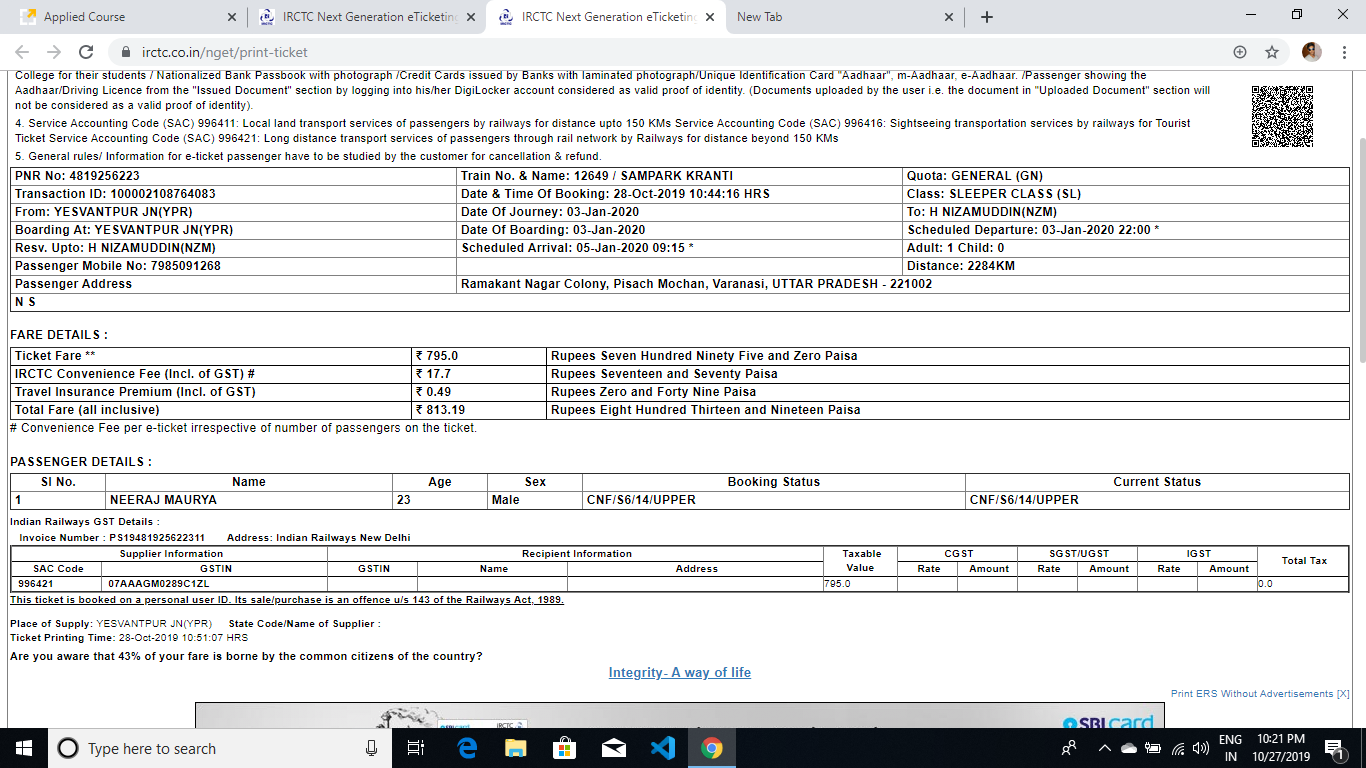 Applied Course
IRCTC Next Generation eTicketing
IRCTC Next Generation eTicketing
New Tab
irctc.co.in/nget/print-ticket
College for their students / Nationalized Bank Passbook with photograph /Credit Cards issued by Banks with laminated photograph/Unique Identification Card "Aadhaar", m-Aadhaar, e-Aadhaar. /Passenger showing the
Aadhaar/Driving Licence from the "Issued Document" section by logging into his/her DigiLocker account considered as valid proof of identity. (Documents uploaded by the user i.e. the document in "Uploaded Document" section will
not be considered as a valid proof of identity).
4. Service Accounting Code (SAC) 996411: Local land transport services of passengers by railways for distance upto 150 KMs Service Accounting Code (SAC) 996416: Sightseeing transportation services by railways for Tourist
Ticket Service Accounting Code (SAC) 996421: Long distance transport services of passengers through rail network by Railways for distance beyond 150 KMs
5. General rules/ Information for e-ticket passenger have to be studied by the customer for cancellation & refund.
PNR No: 4819256223 Train No. & Name: 12649 / SAMPARK KRANTI Quota: GENERAL (GN)
Transaction ID: 100002108764083 Date & Time Of Booking: 28-Oct-2019 10:44:16 HRS Class: SLEEPER CLASS (SL)
From: YESVANTPUR JN(YPR) Date Of Journey: 03-Jan-2020 To: H NIZAMUDDIN(NZM)
Boarding At: YESVANTPUR JN(YPR) Date Of Boarding: 03-Jan-2020 Scheduled Departure: 03-Jan-2020 22:00 *
Resv. Upto: H NIZAMUDDIN(NZM) Scheduled Arrival: 05-Jan-2020 09:15 * Adult: 1 Child: 0
Passenger Mobile No: 7985091268 Distance: 2284KM
Passenger Address Ramakant Nagar Colony, Pisach Mochan, Varanasi, UTTAR PRADESH - 221002
N S
FARE DETAILS :
Ticket Fare ** ₹ 795.0 Rupees Seven Hundred Ninety Five and Zero Paisa
IRCTC Convenience Fee (Incl. of GST) # ₹ 17.7 Rupees Seventeen and Seventy Paisa
Travel Insurance Premium (Incl. of GST) ₹ 0.49 Rupees Zero and Forty Nine Paisa
Total Fare (all inclusive) ₹ 813.19 Rupees Eight Hundred Thirteen and Nineteen Paisa
# Convenience Fee per e-ticket irrespective of number of passengers on the ticket.
PASSENGER DETAILS :
Sl No. Name Age Sex Booking Status Current Status
1 NEERAJ MAURYA 23 Male CNF/S6/14/UPPER CNF/S6/14/UPPER
Indian Railways GST Details :
Invoice Number : PS19481925622311 Address: Indian Railways New Delhi
Supplier Information Recipient Information Taxable Value CGST SGST/UGST IGST Total Tax
SAC Code GSTIN GSTIN Name Address Rate Amount Rate Amount Rate Amount
996421 07AAAGM0289C1ZL 795.0 0.0
This ticket is booked on a personal user ID. Its sale/purchase is an offence u/s 143 of the Railways Act, 1989.
Place of Supply: YESVANTPUR JN(YPR) State Code/Name of Supplier :
Ticket Printing Time: 28-Oct-2019 10:51:07 HRS
Are you aware that 43% of your fare is borne by the common citizens of the country?
Integrity- A way of life
Print ERS Without Advertisements [X]
SBI card
Type here to search
ENG
IN
10:21 PM
10/27/2019
1